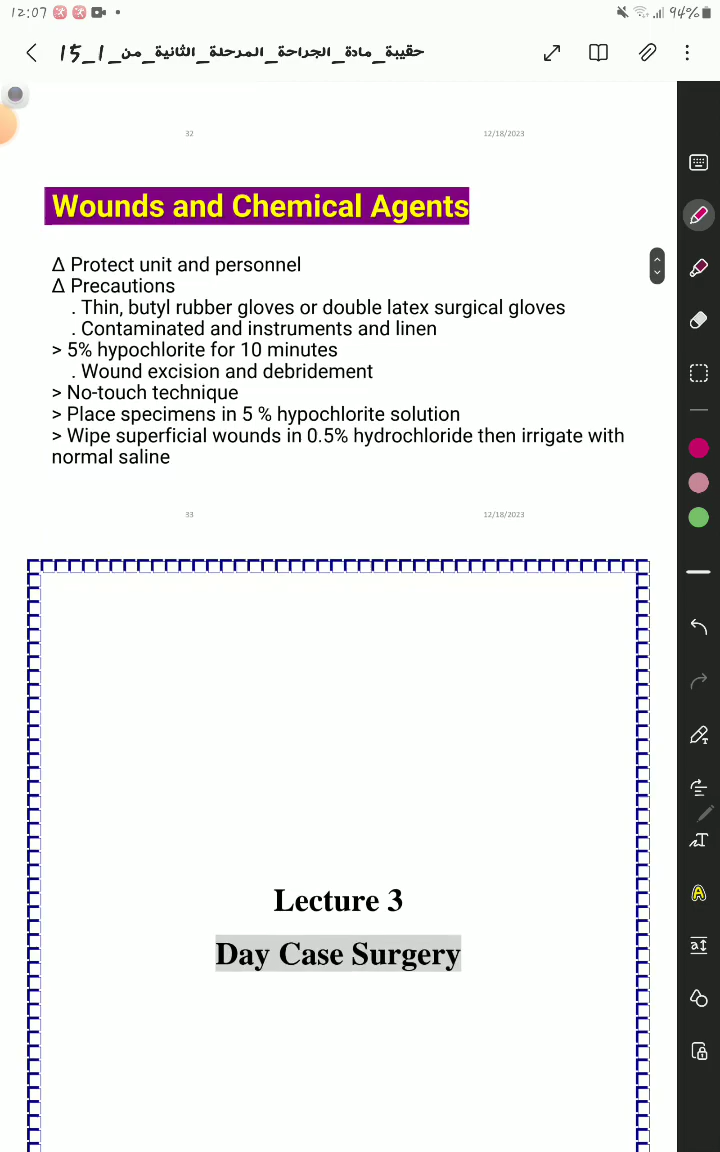 12:07
94%
حقيبة_مادة_الجراحة_المرحلة_الثانية_من_1_15
32 12/18/2023
Wounds and Chemical Agents
Δ Protect unit and personnel
Δ Precautions
. Thin, butyl rubber gloves or double latex surgical gloves
. Contaminated and instruments and linen
> 5% hypochlorite for 10 minutes
. Wound excision and debridement
> No-touch technique
> Place specimens in 5 % hypochlorite solution
> Wipe superficial wounds in 0.5% hydrochloride then irrigate with
normal saline
33 12/18/2023
Lecture 3
Day Case Surgery